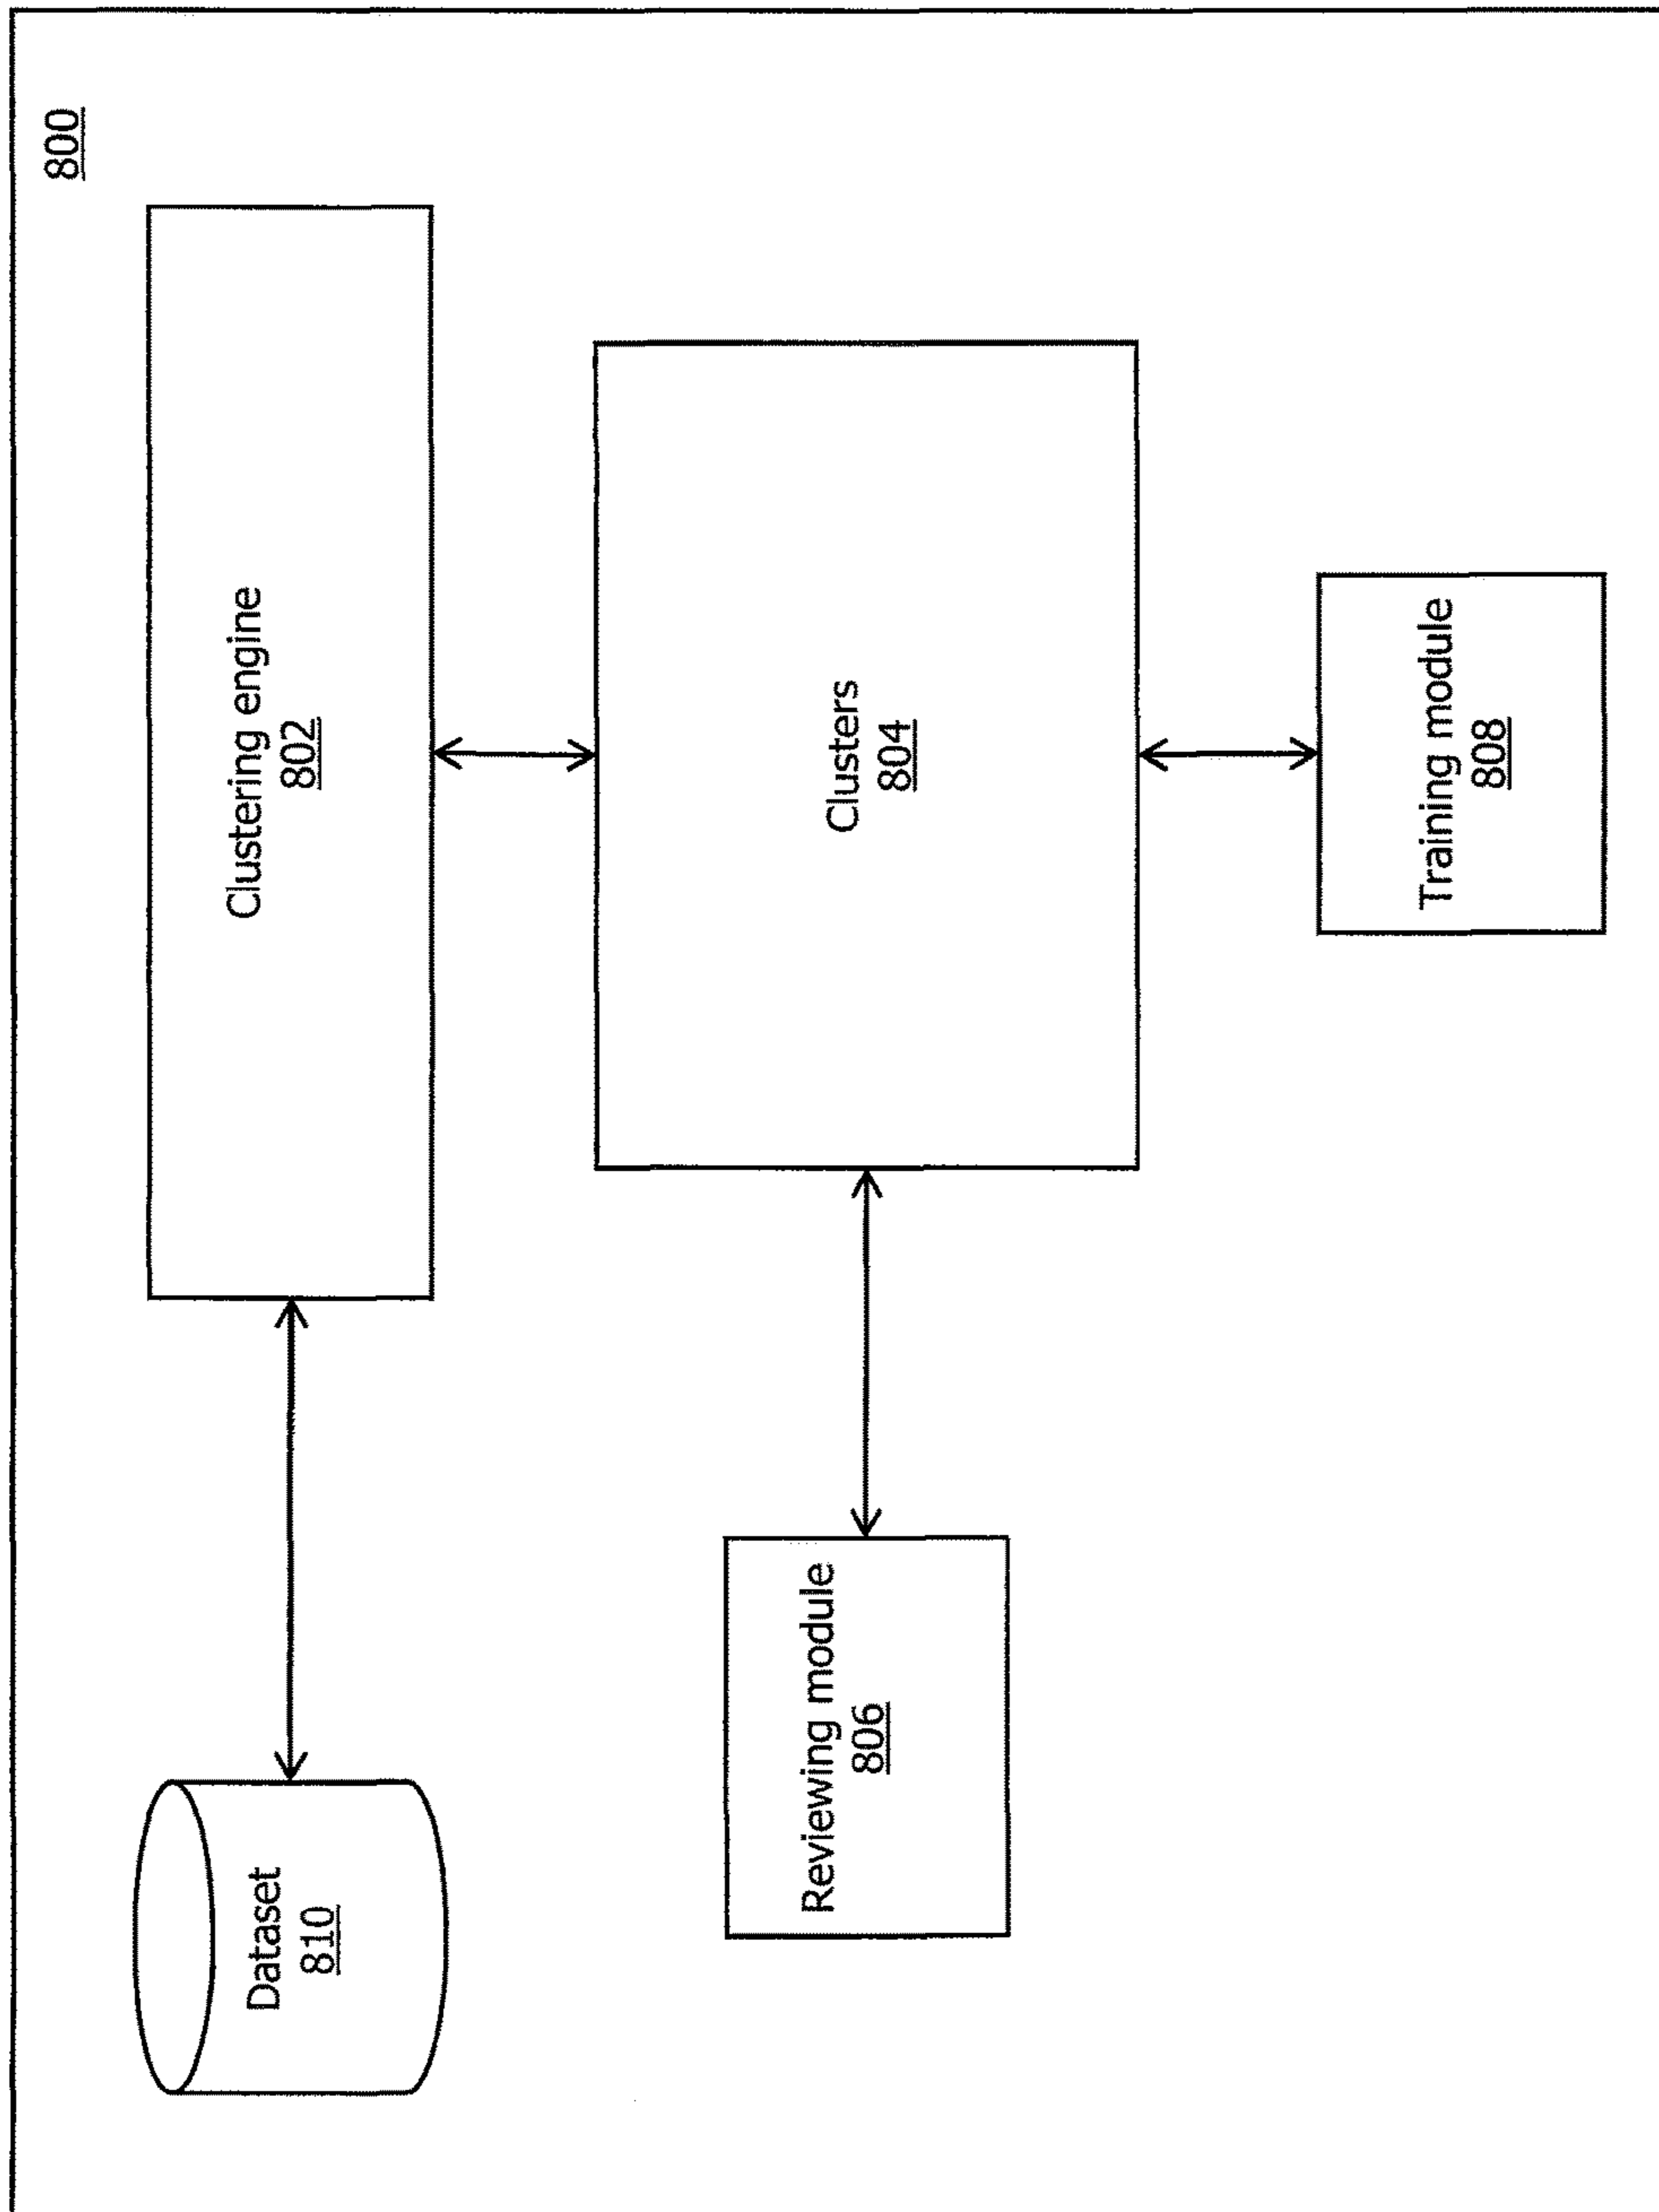 800
Dataset
810
Clustering engine
802
Reviewing module
806
Clusters
804
Training module
808